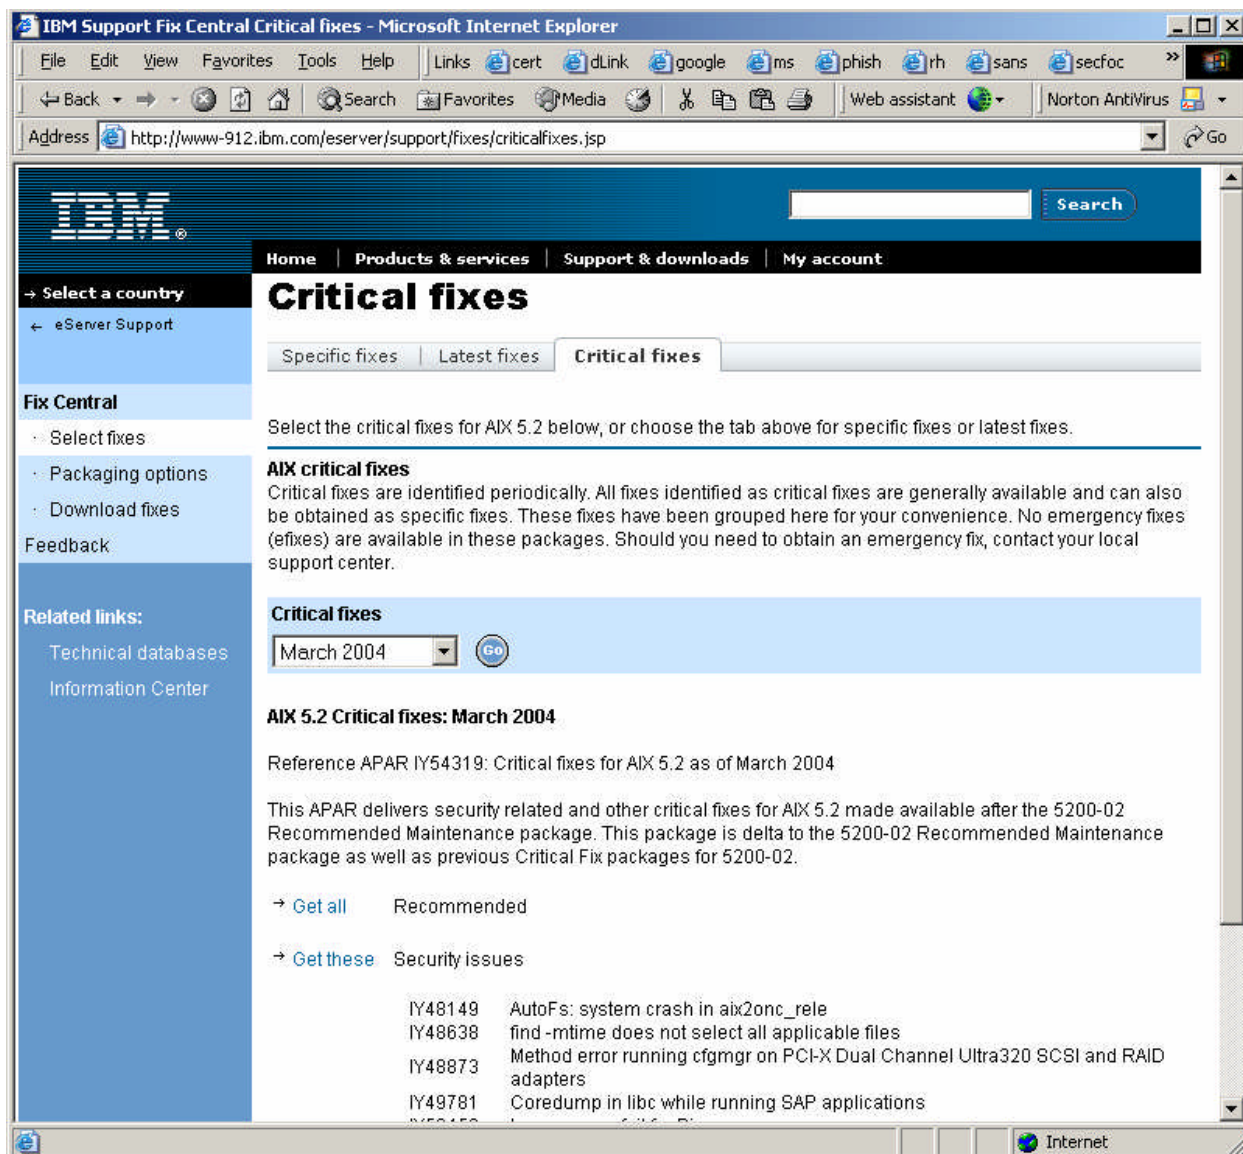 IBM Support Fix Central Critical fixes - Microsoft Internet Explorer
File Edit View Favorites Tools Help Links cert dLink google ms phish rh sans secfoc »
Back Search Favorites Media Web assistant Norton AntiVirus
Address http://www-912.ibm.com/eserver/support/fixes/criticalfixes.jsp Go
IBM®
Search
Home | Products & services | Support & downloads | My account
→ Select a country
← eServer Support
Critical fixes
Specific fixes | Latest fixes Critical fixes
Fix Central
· Select fixes
· Packaging options
· Download fixes
Feedback
Related links:
Technical databases
Information Center
Select the critical fixes for AIX 5.2 below, or choose the tab above for specific fixes or latest fixes.
AIX critical fixes
Critical fixes are identified periodically. All fixes identified as critical fixes are generally available and can also
be obtained as specific fixes. These fixes have been grouped here for your convenience. No emergency fixes
(efixes) are available in these packages. Should you need to obtain an emergency fix, contact your local
support center.
Critical fixes
March 2004 Go
AIX 5.2 Critical fixes: March 2004
Reference APAR IY54319: Critical fixes for AIX 5.2 as of March 2004
This APAR delivers security related and other critical fixes for AIX 5.2 made available after the 5200-02
Recommended Maintenance package. This package is delta to the 5200-02 Recommended Maintenance
package as well as previous Critical Fix packages for 5200-02.
→ Get all Recommended
→ Get these Security issues
IY48149 AutoFs: system crash in aix2onc_rele
IY48638 find -mtime does not select all applicable files
IY48873 Method error running cfgmgr on PCI-X Dual Channel Ultra320 SCSI and RAID
adapters
IY49781 Coredump in libc while running SAP applications
Internet